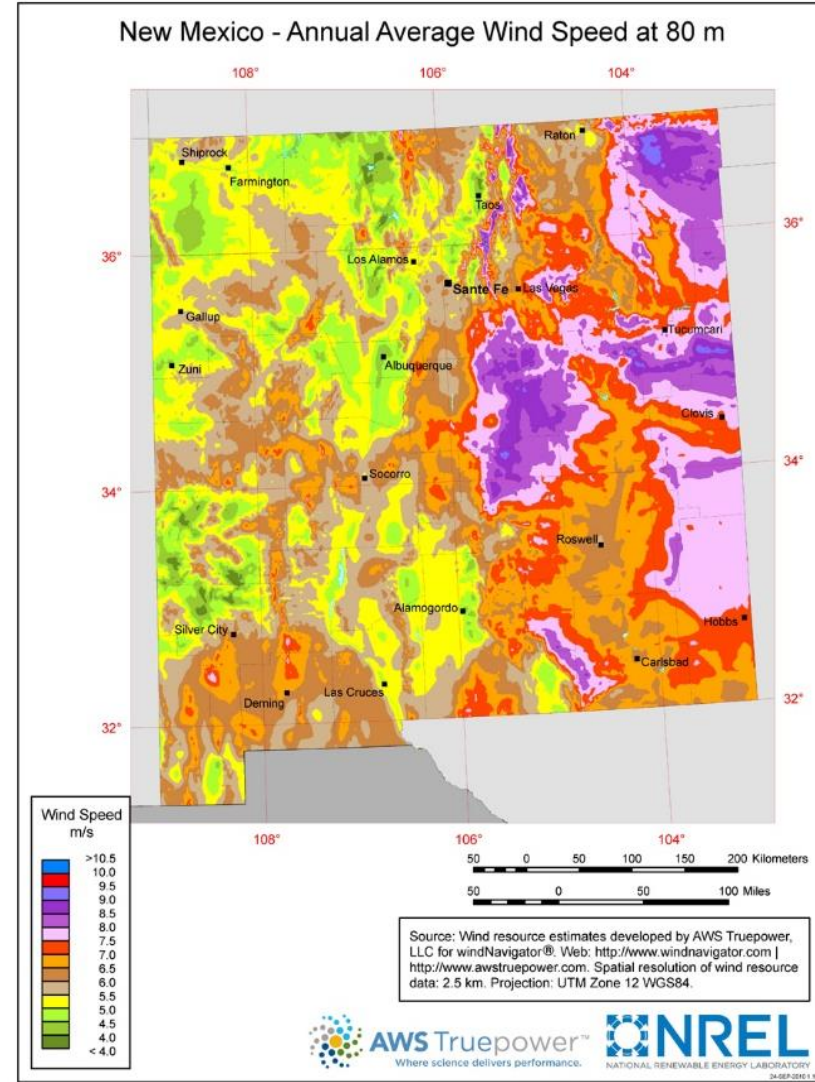 New Mexico - Annual Average Wind Speed at 80 m
108°
106°
104°
Raton
Shiprock
Farmington
Taos
36°
36°
Los Alamos
Sante Fe
Las Vegas
Gallup
Tucumcari
Zuni
Albuquerque
Clovis
34°
34°
Socorro
Roswell
Alamogordo
Hobbs
Silver City
Carlsbad
Deming
Las Cruces
32°
32°
108°
106°
104°
Wind Speed
m/s
>10.5
10.0
9.5
9.0
8.5
8.0
7.5
7.0
6.5
6.0
5.5
5.0
4.5
4.0
< 4.0
50 0 50 100 150 200 Kilometers
50 0 50 100 Miles
Source: Wind resource estimates developed by AWS Truepower,
LLC for windNavigator®. Web: http://www.windnavigator.com |
http://www.awstruepower.com. Spatial resolution of wind resource
data: 2.5 km. Projection: UTM Zone 12 WGS84.
AWS Truepower™
Where science delivers performance.
NREL
NATIONAL RENEWABLE ENERGY LABORATORY